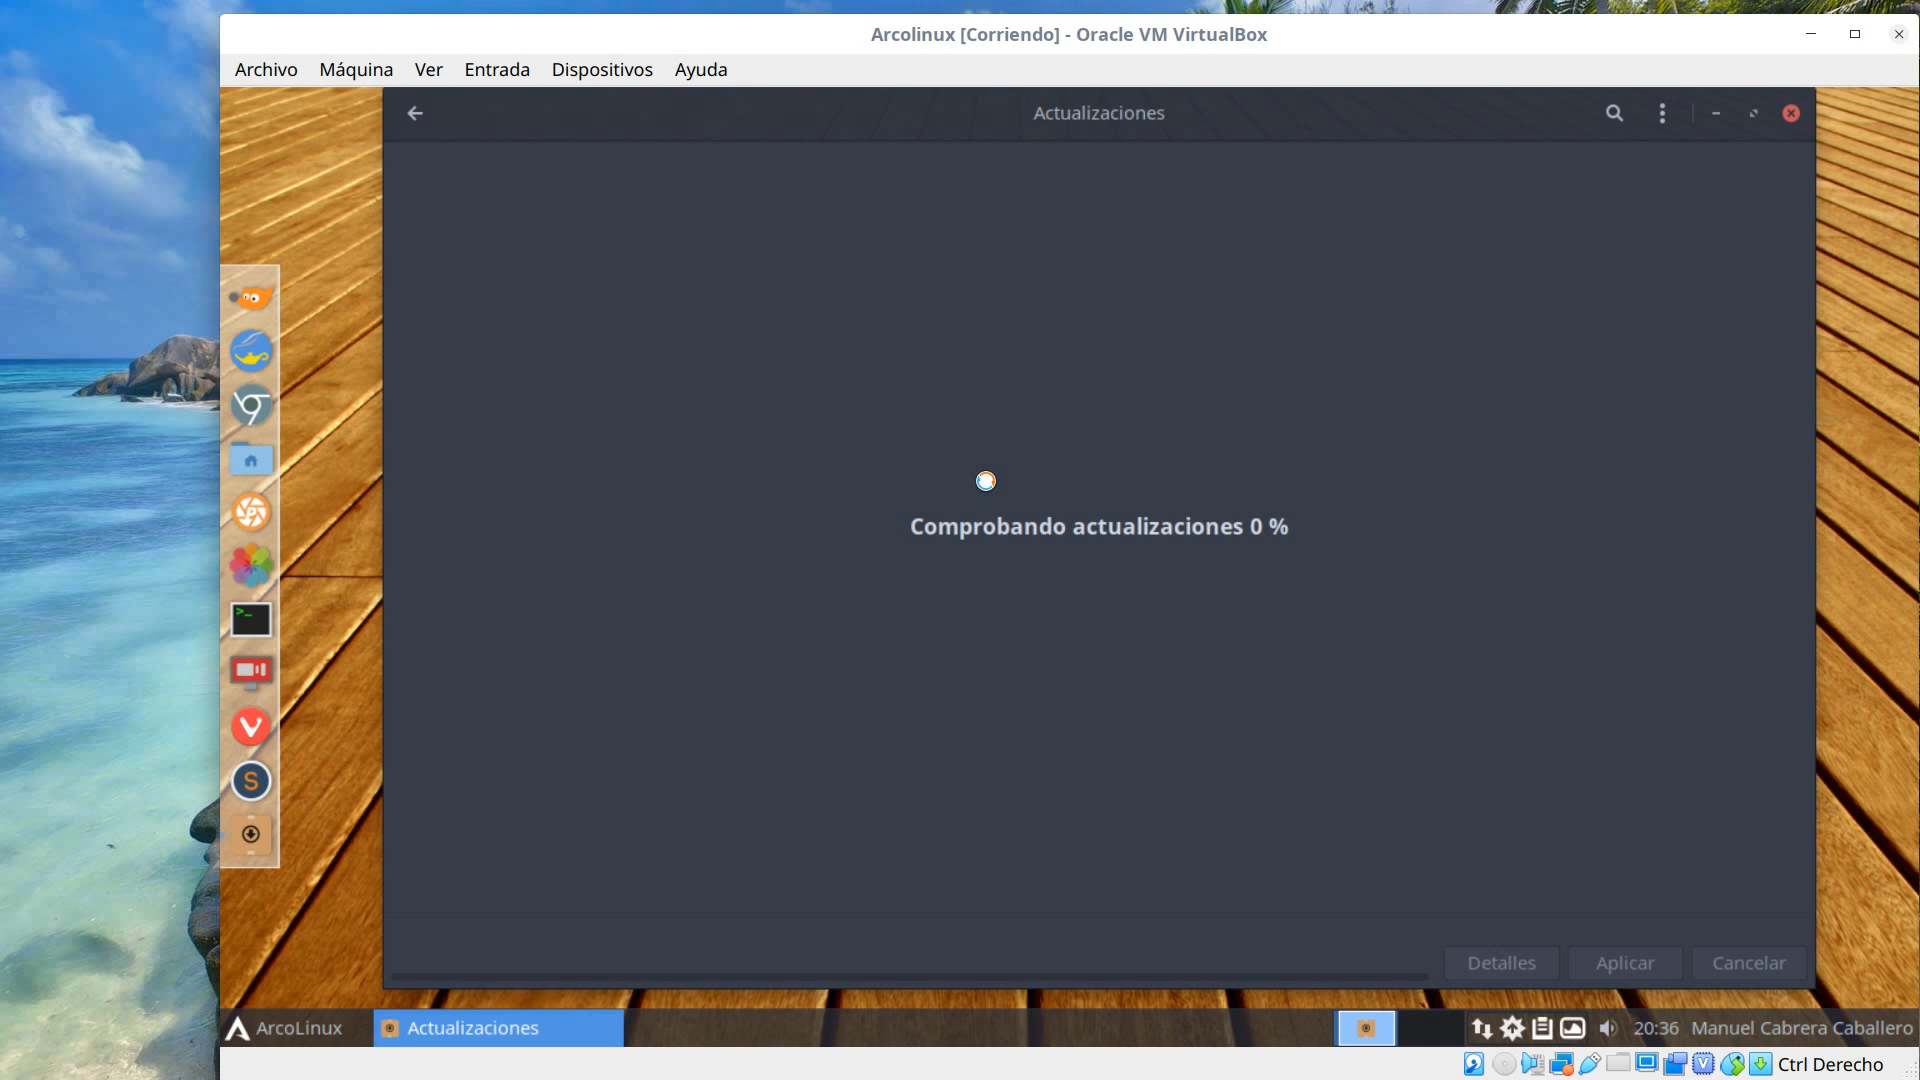 Arcolinux [Corriendo] - Oracle VM VirtualBox
Archivo Máquina Ver Entrada Dispositivos Ayuda
Actualizaciones
Comprobando actualizaciones 0 %
Detalles Aplicar Cancelar
ArcoLinux Actualizaciones 20:36 Manuel Cabrera Caballero
Ctrl Derecho